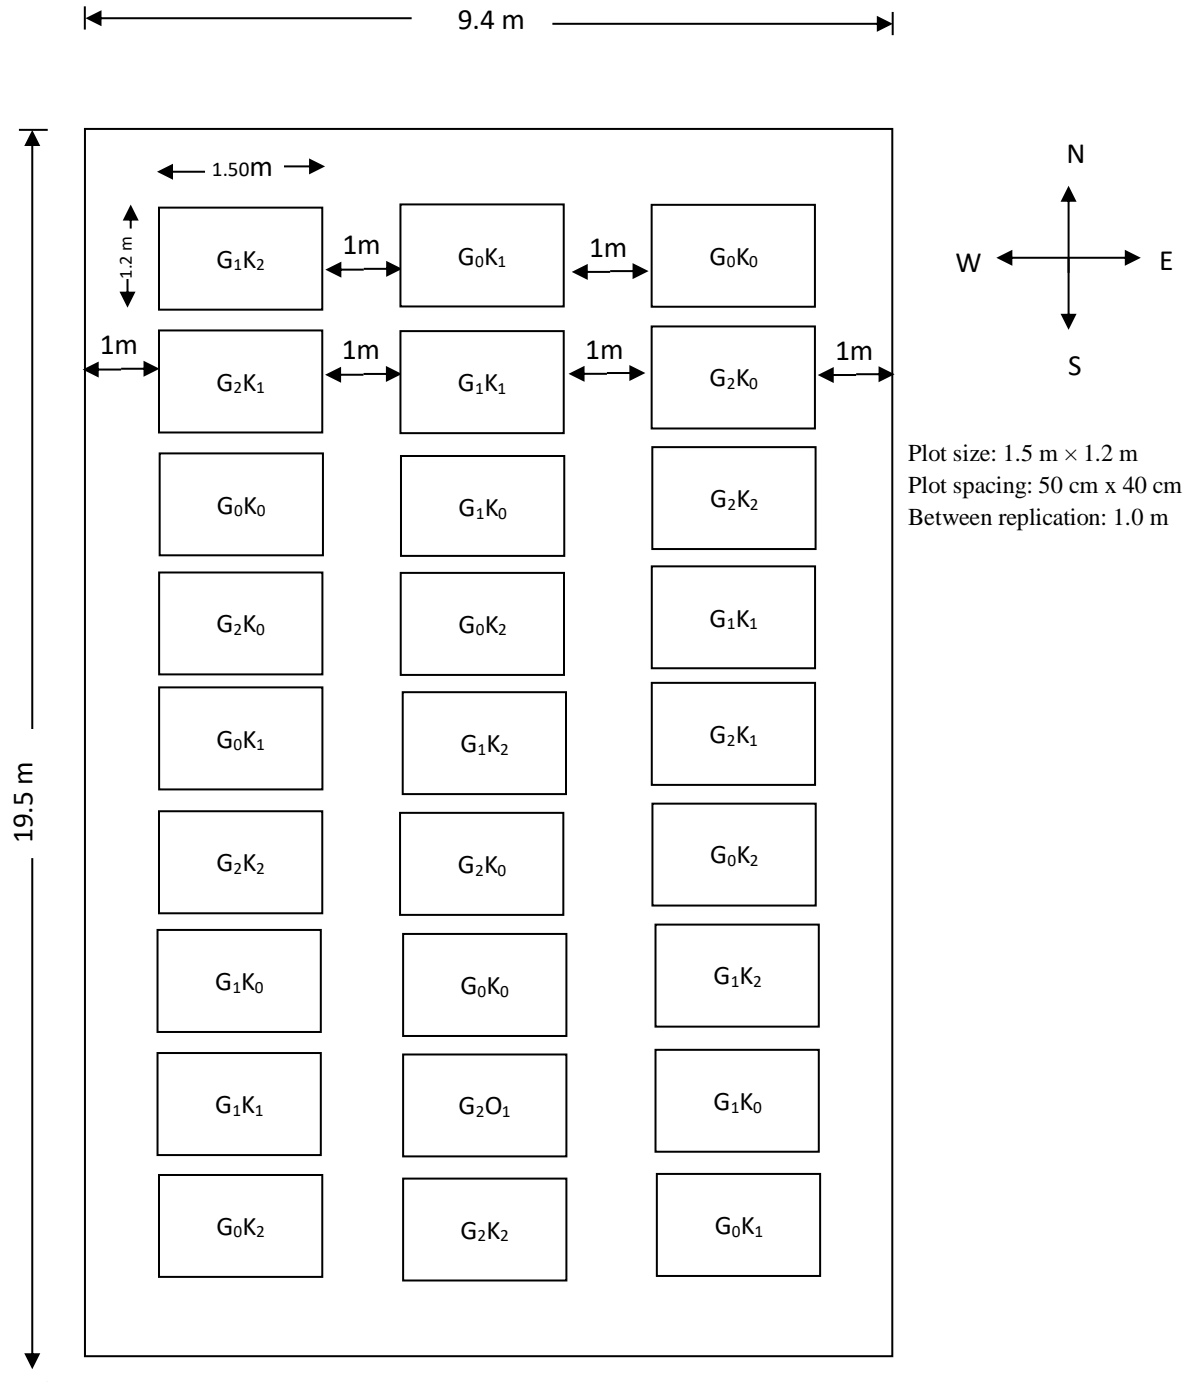 9.4 m
1.50m
N
1.2 m
G₁K₂
1m
G₀K₁
1m
G₀K₀
W
E
1m
G₂K₁
1m
G₁K₁
1m
G₂K₀
1m
S
Plot size: 1.5 m × 1.2 m
Plot spacing: 50 cm x 40 cm
Between replication: 1.0 m
G₀K₀
G₁K₀
G₂K₂
G₂K₀
G₀K₂
G₁K₁
G₀K₁
G₁K₂
G₂K₁
19.5 m
G₂K₂
G₂K₀
G₀K₂
G₁K₀
G₀K₀
G₁K₂
G₁K₁
G₂O₁
G₁K₀
G₀K₂
G₂K₂
G₀K₁